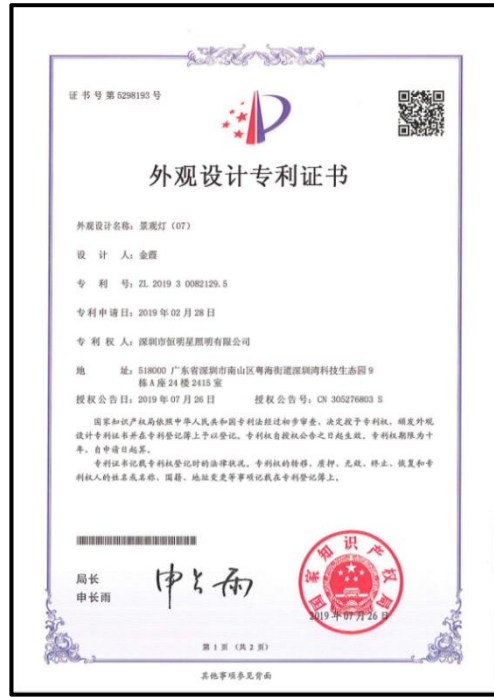 证书号第5298193号
外观设计专利证书
外观设计名称：景观灯（07）
设 计 人：金霞
专 利 号：ZL 2019 3 0082129.5
专利申请日：2019年02月28日
专 利 权 人：深圳市恒明星照明有限公司
地 址：518000 广东省深圳市南山区粤海街道深圳湾科技生态园9
栋A座24楼2415室
授权公告日：2019年07月26日 授权公告号：CN 305276803 S
国家知识产权局依照中华人民共和国专利法经过初步审查，决定授予专利权，颁发外观
设计专利证书并在专利登记簿上予以登记。专利权自授权公告之日起生效。专利权期限为十
年，自申请日起算。
专利证书记载专利权登记时的法律状况。专利权的转移、质押、无效、终止、恢复和专
利权人的姓名或名称、国籍、地址变更等事项记载在专利登记簿上。
局长
申长雨
申长雨
国家知识产权局
2019年07月26日
第 1 页 （共 2 页）
其他事项参见背面